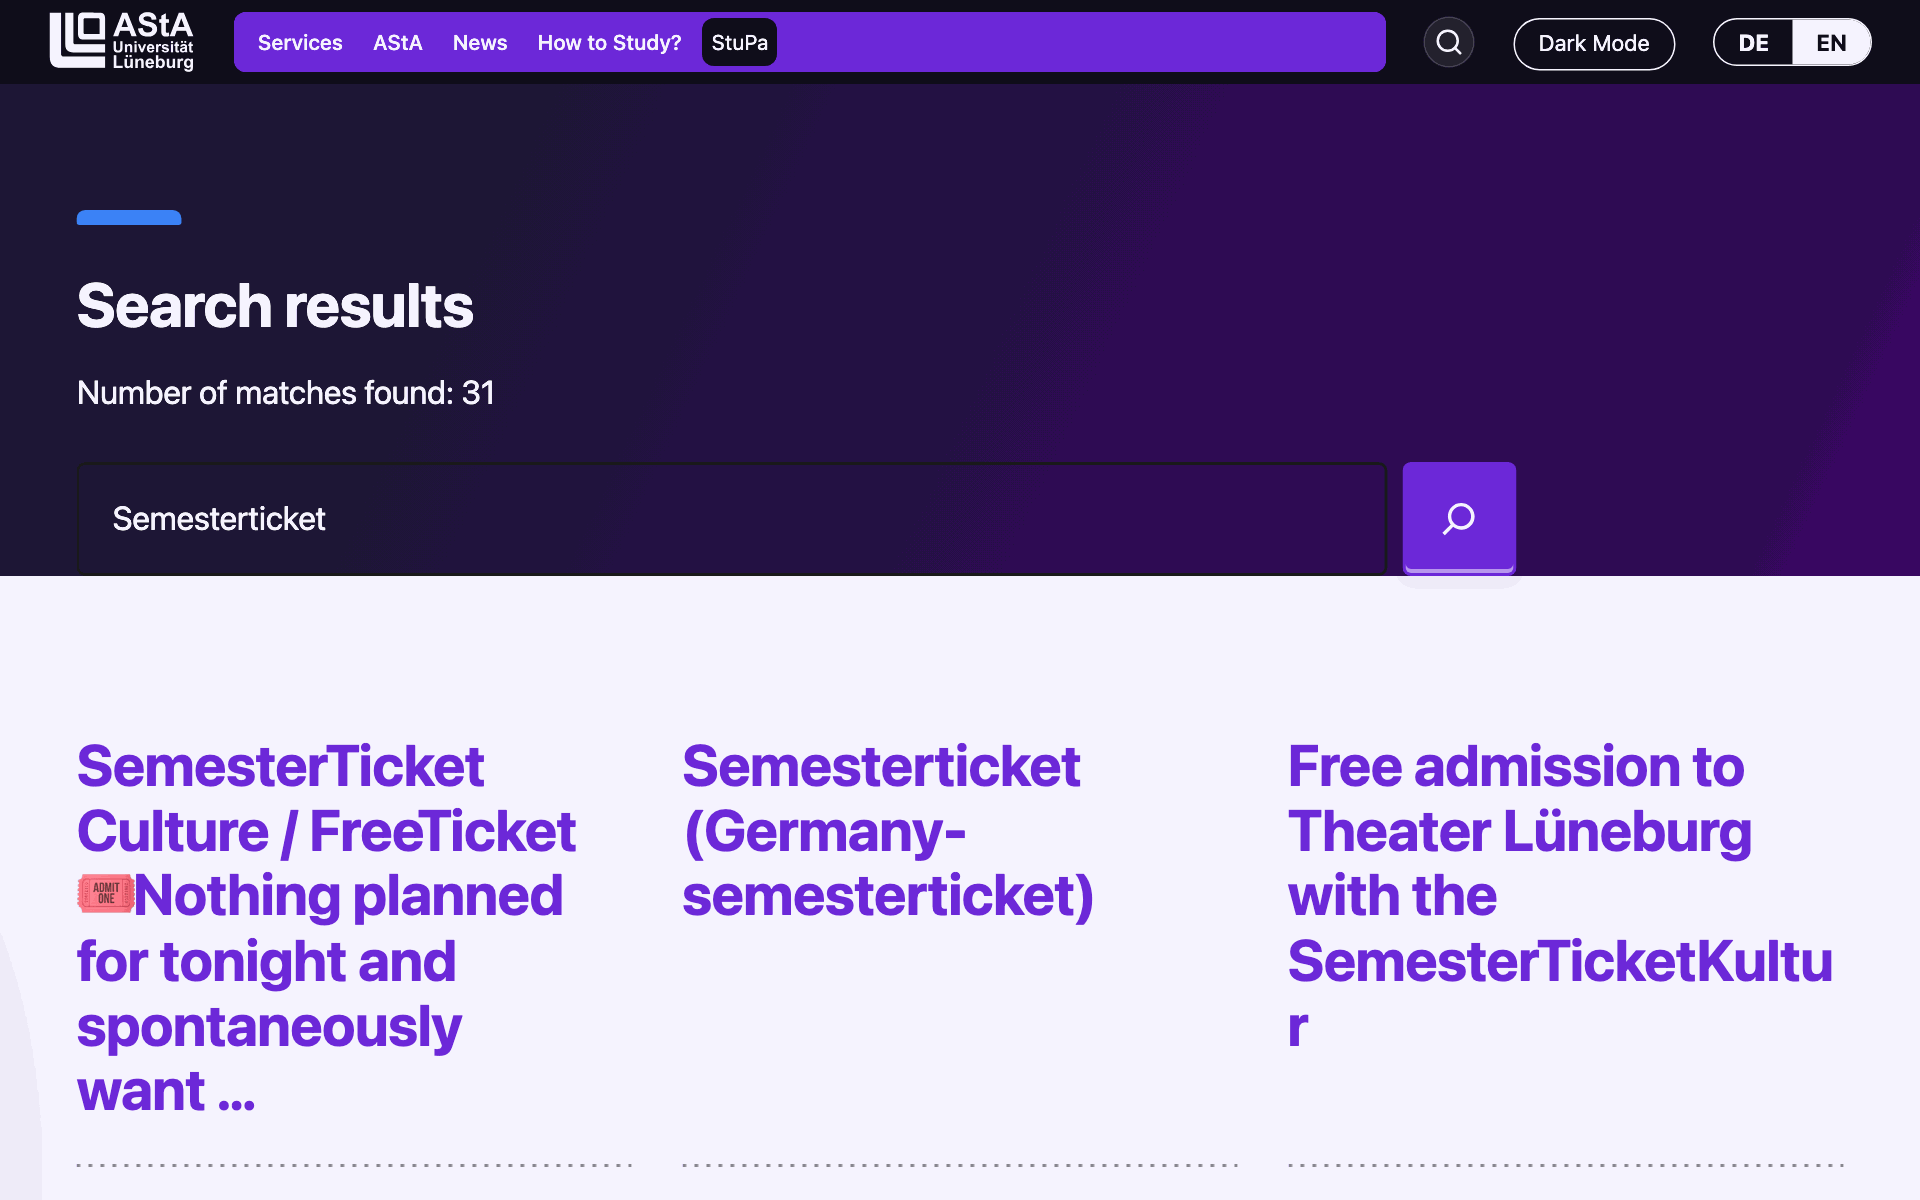 AStA
Universität
Lüneburg
Services
AStA
News
How to Study?
StuPa
Dark Mode
DE
EN
Search results
Number of matches found: 31
Semesterticket
SemesterTicket
Culture / FreeTicket
🎟️Nothing planned
for tonight and
spontaneously
want ...
Semesterticket
(Germany-
semesterticket)
Free admission to
Theater Lüneburg
with the
SemesterTicketKultu
r